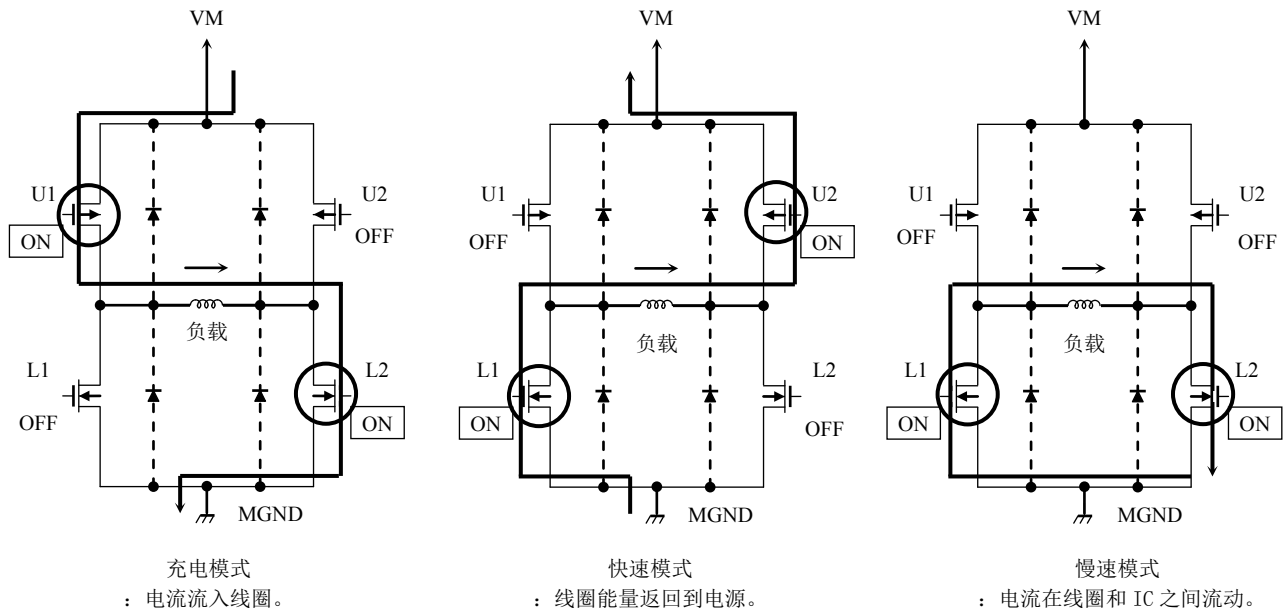 VM
U1
ON
U2
OFF
负载
L1
OFF
L2
ON
MGND
充电模式
：电流流入线圈。
VM
U1
OFF
U2
ON
负载
L1
ON
L2
OFF
MGND
快速模式
：线圈能量返回到电源。
VM
U1
OFF
U2
OFF
负载
L1
ON
L2
ON
MGND
慢速模式
：电流在线圈和 IC 之间流动。